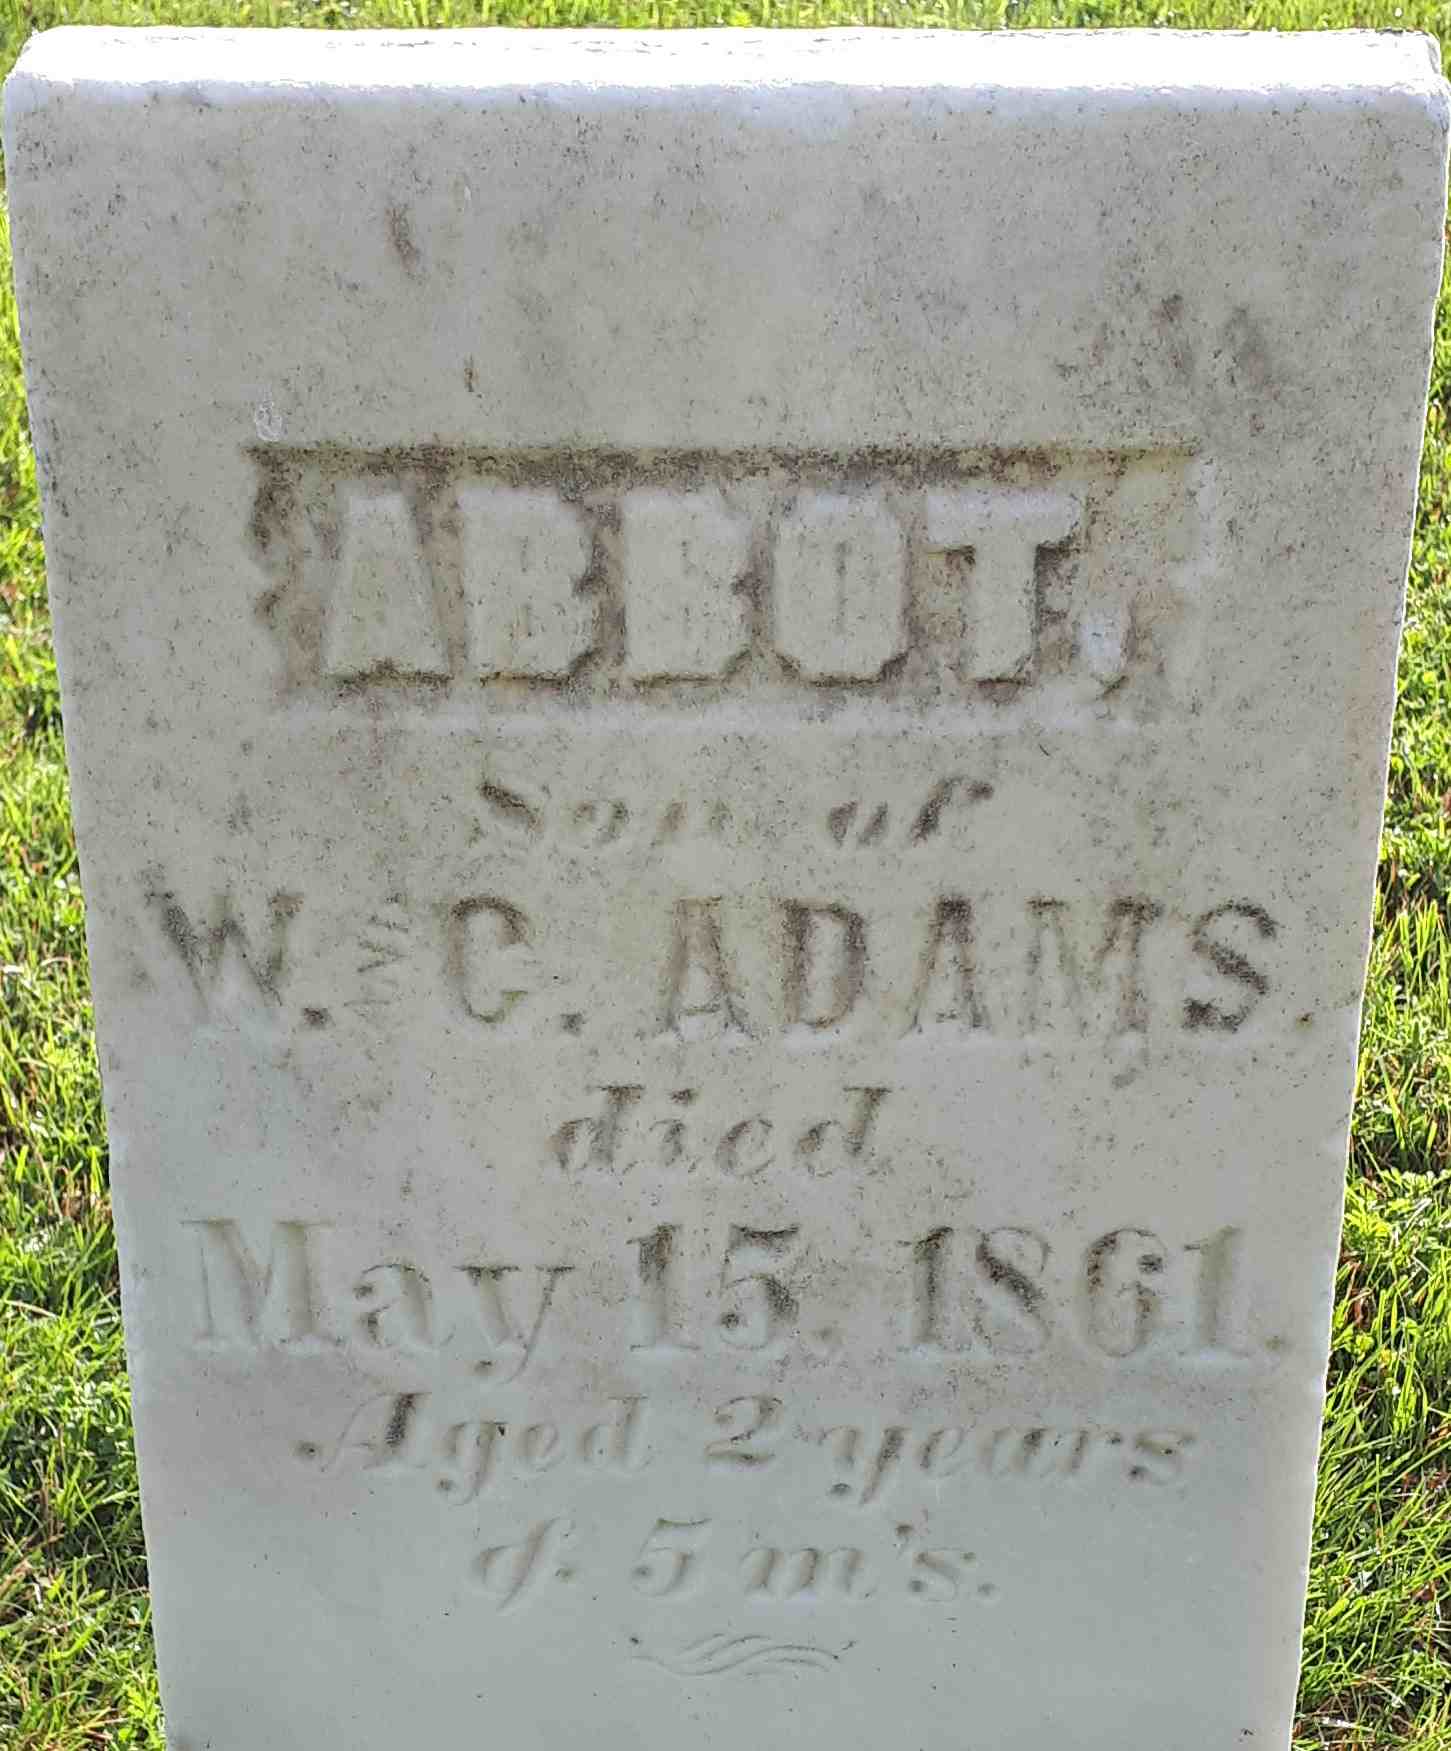 ABBOT,
Son of
W. C. ADAMS.
died
May 15, 1861.
Aged 2 years
&. 5 m's.